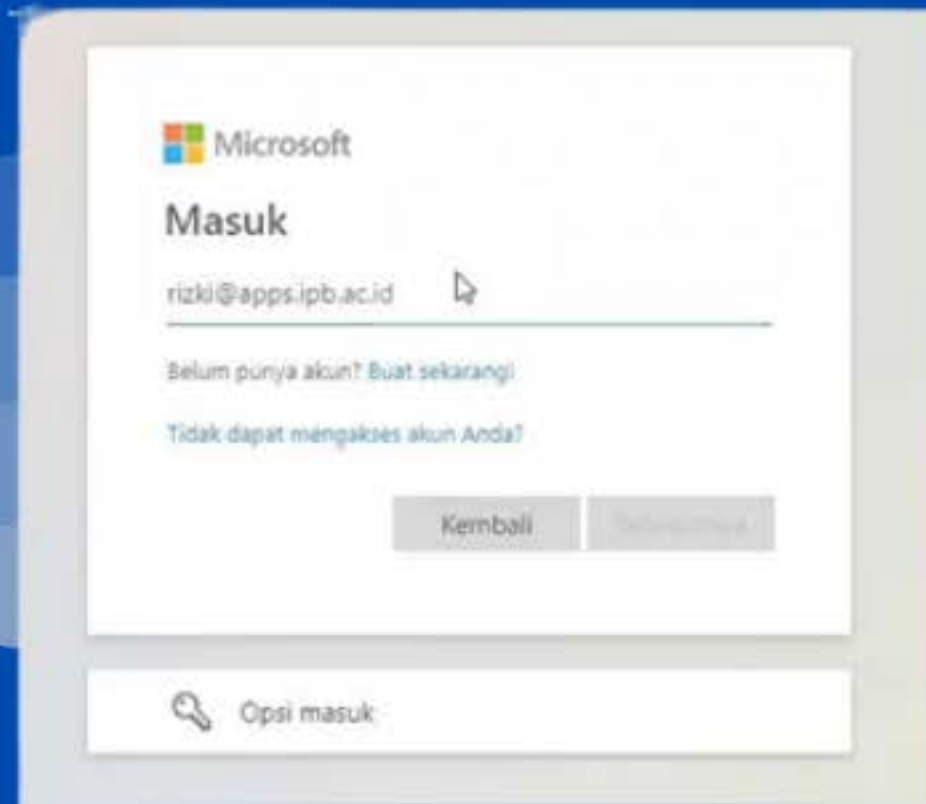 Microsoft
Masuk
rizki@apps.ipb.ac.id
Belum punya akun? Buat sekarang!
Tidak dapat mengakses akun Anda?
Kembali
Opsi masuk